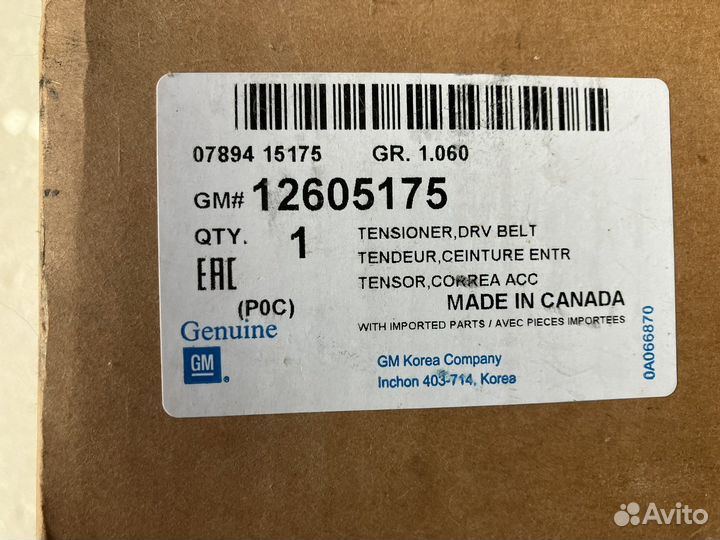 07894 15175 GR. 1.060
GM# 12605175
QTY. 1
TENSIONER,DRV BELT
TENDEUR,CEINTURE ENTR
TENSOR,CORREA ACC
EAC
(P0C)
MADE IN CANADA
WITH IMPORTED PARTS / AVEC PIECES IMPORTEES
Genuine
GM
GM Korea Company
Inchon 403-714, Korea
0A066870
Avito